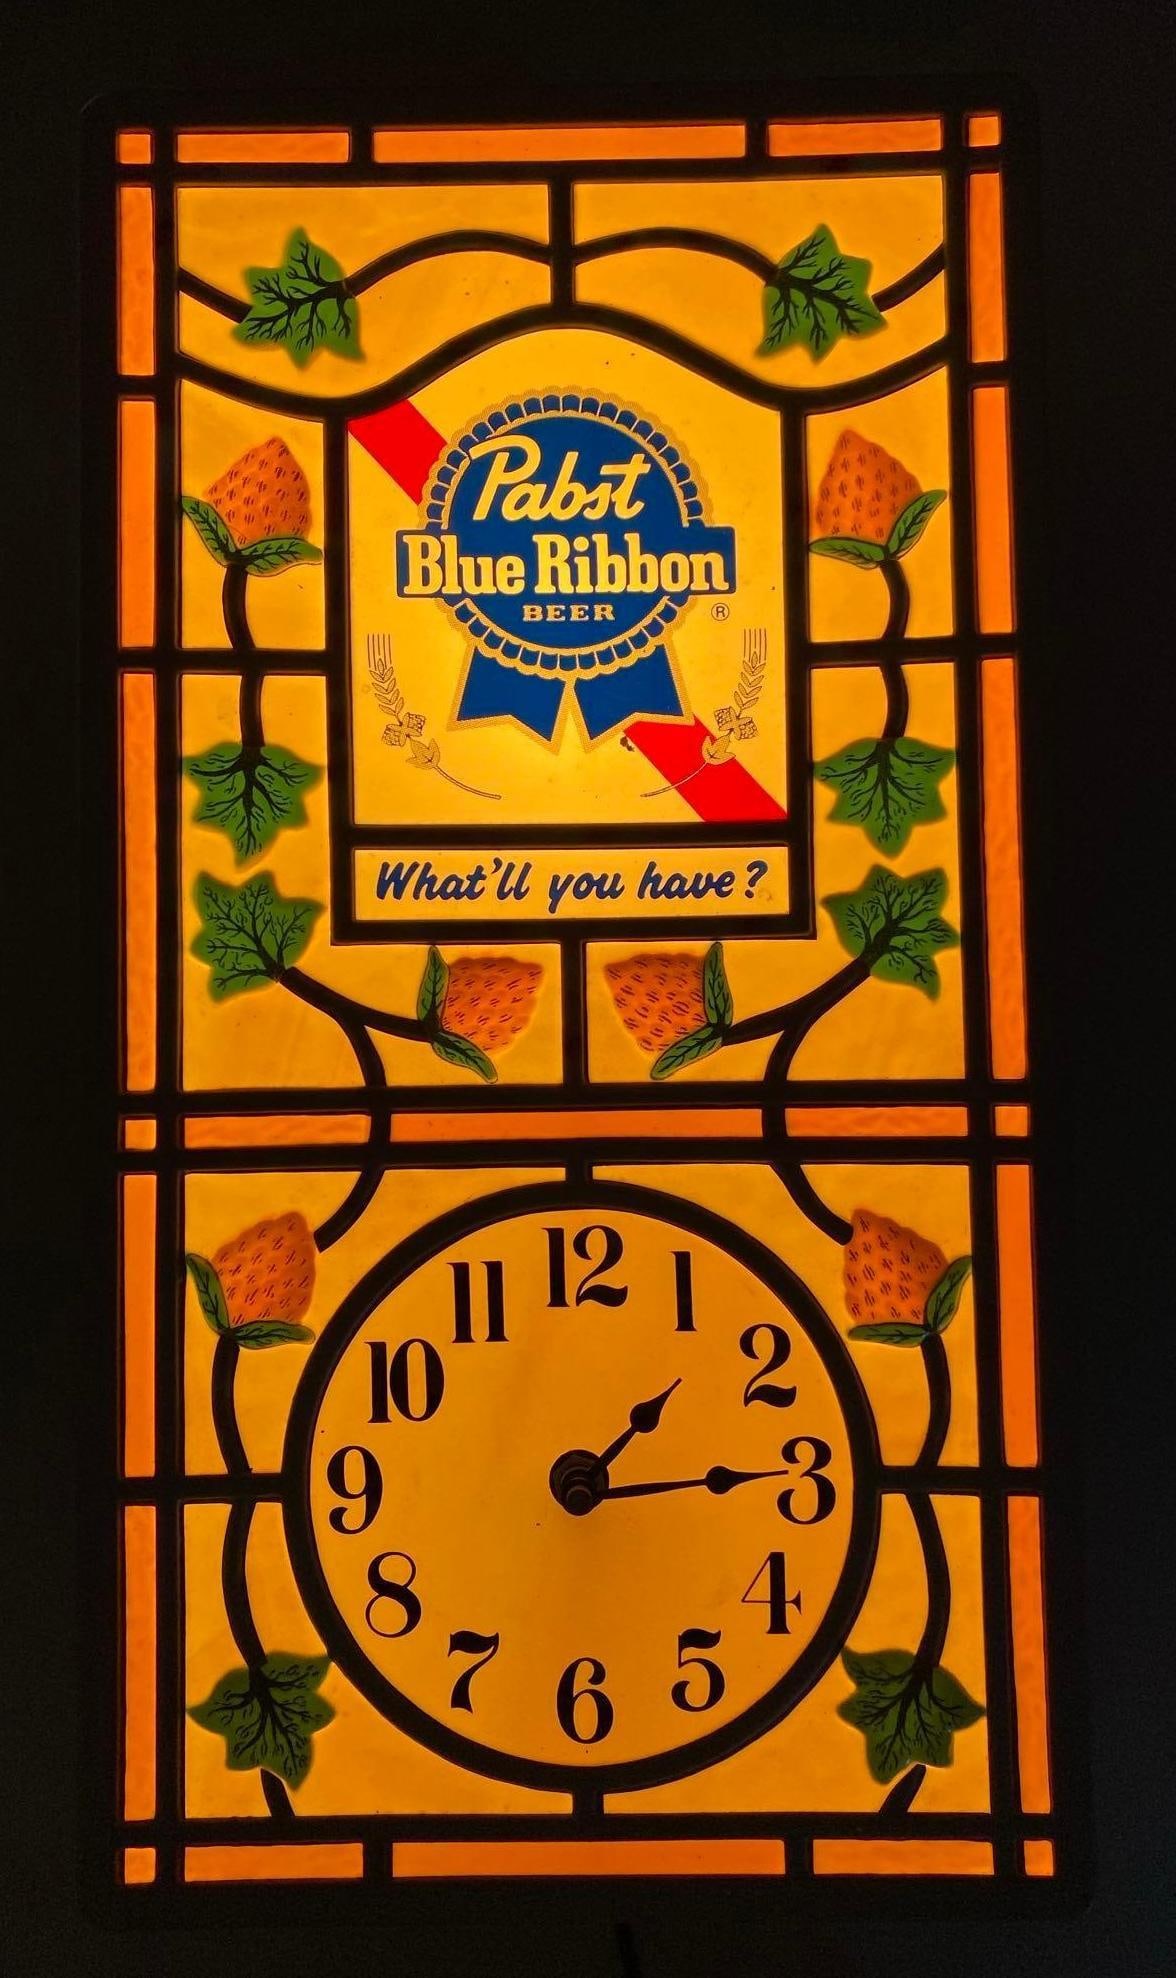 Pabst
Blue Ribbon
BEER
®
What'll you have?
12
11 1
10 2
9 3
8 4
7 5
6